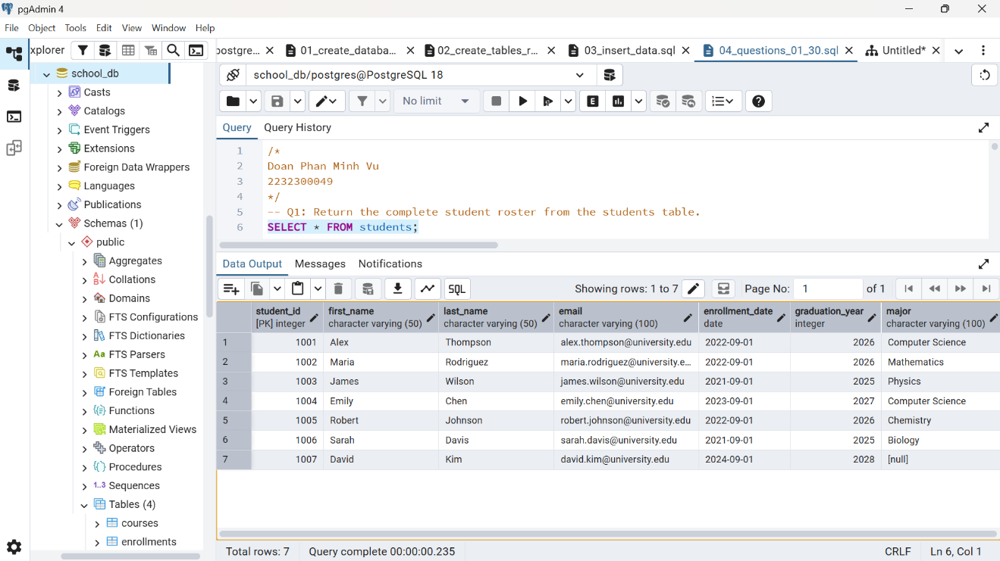 pgAdmin 4
File Object Tools Edit View Window Help
xplorer
postgre... 01_create_databa... 02_create_tables_r... 03_insert_data.sql 04_questions_01_30.sql Untitled*
school_db/postgres@PostgreSQL 18
No limit
E
Query Query History
1 /*
2 Doan Phan Minh Vu
3 2232300049
4 */
5 -- Q1: Return the complete student roster from the students table.
6 SELECT * FROM students;
Data Output Messages Notifications
SQL Showing rows: 1 to 7 Page No: 1 of 1
student_id first_name last_name email enrollment_date graduation_year major
[PK] integer character varying (50) character varying (50) character varying (100) date integer character varying (100)
1 1001 Alex Thompson alex.thompson@university.edu 2022-09-01 2026 Computer Science
2 1002 Maria Rodriguez maria.rodriguez@university.e... 2022-09-01 2026 Mathematics
3 1003 James Wilson james.wilson@university.edu 2021-09-01 2025 Physics
4 1004 Emily Chen emily.chen@university.edu 2023-09-01 2027 Computer Science
5 1005 Robert Johnson robert.johnson@university.edu 2022-09-01 2026 Chemistry
6 1006 Sarah Davis sarah.davis@university.edu 2021-09-01 2025 Biology
7 1007 David Kim david.kim@university.edu 2024-09-01 2028 [null]
Total rows: 7 Query complete 00:00:00.235 CRLF Ln 6, Col 1
school_db
Casts
Catalogs
Event Triggers
Extensions
Foreign Data Wrappers
Languages
Publications
Schemas (1)
public
Aggregates
Collations
Domains
FTS Configurations
FTS Dictionaries
Aa FTS Parsers
FTS Templates
Foreign Tables
Functions
Materialized Views
Operators
Procedures
1..3 Sequences
Tables (4)
courses
enrollments